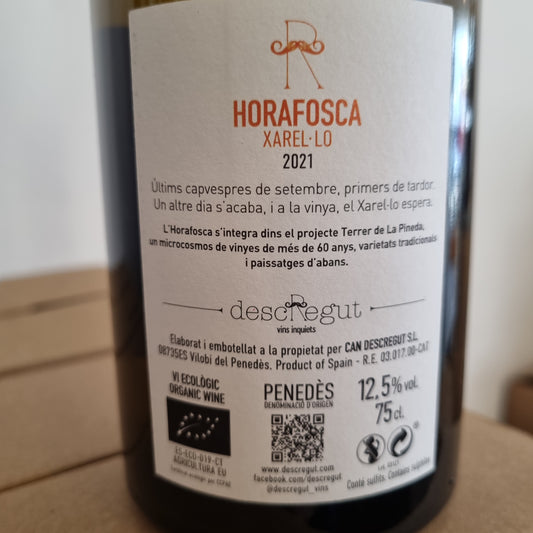 R
HORAFOSCA
XAREL·LO
2021
Últims capvespres de setembre, primers de tardor.
Un altre dia s'acaba, i a la vinya, el Xarel·lo espera.
L'Horafosca s'integra dins el projecte Terrer de La Pineda,
un microcosmos de vinyes de més de 60 anys, varietats tradicionals
i paissatges d'abans.
descRegut
vins inquiets
Elaborat i embotellat a la propietat per CAN DESCREGUT S.L.
08735ES Vilobí del Penedès. Product of Spain - R.E. 03.017.00-CAT
VI ECOLÒGIC
ORGANIC WINE
ES-ECO-019-CT
AGRICULTURA EU
PENEDÈS
DENOMINACIÓ D'ORIGEN
www.descregut.com
facebook.com/descregut
@descregut_vins
12,5% vol.
75 cl.
Conté sulfits. Contains sulphites.